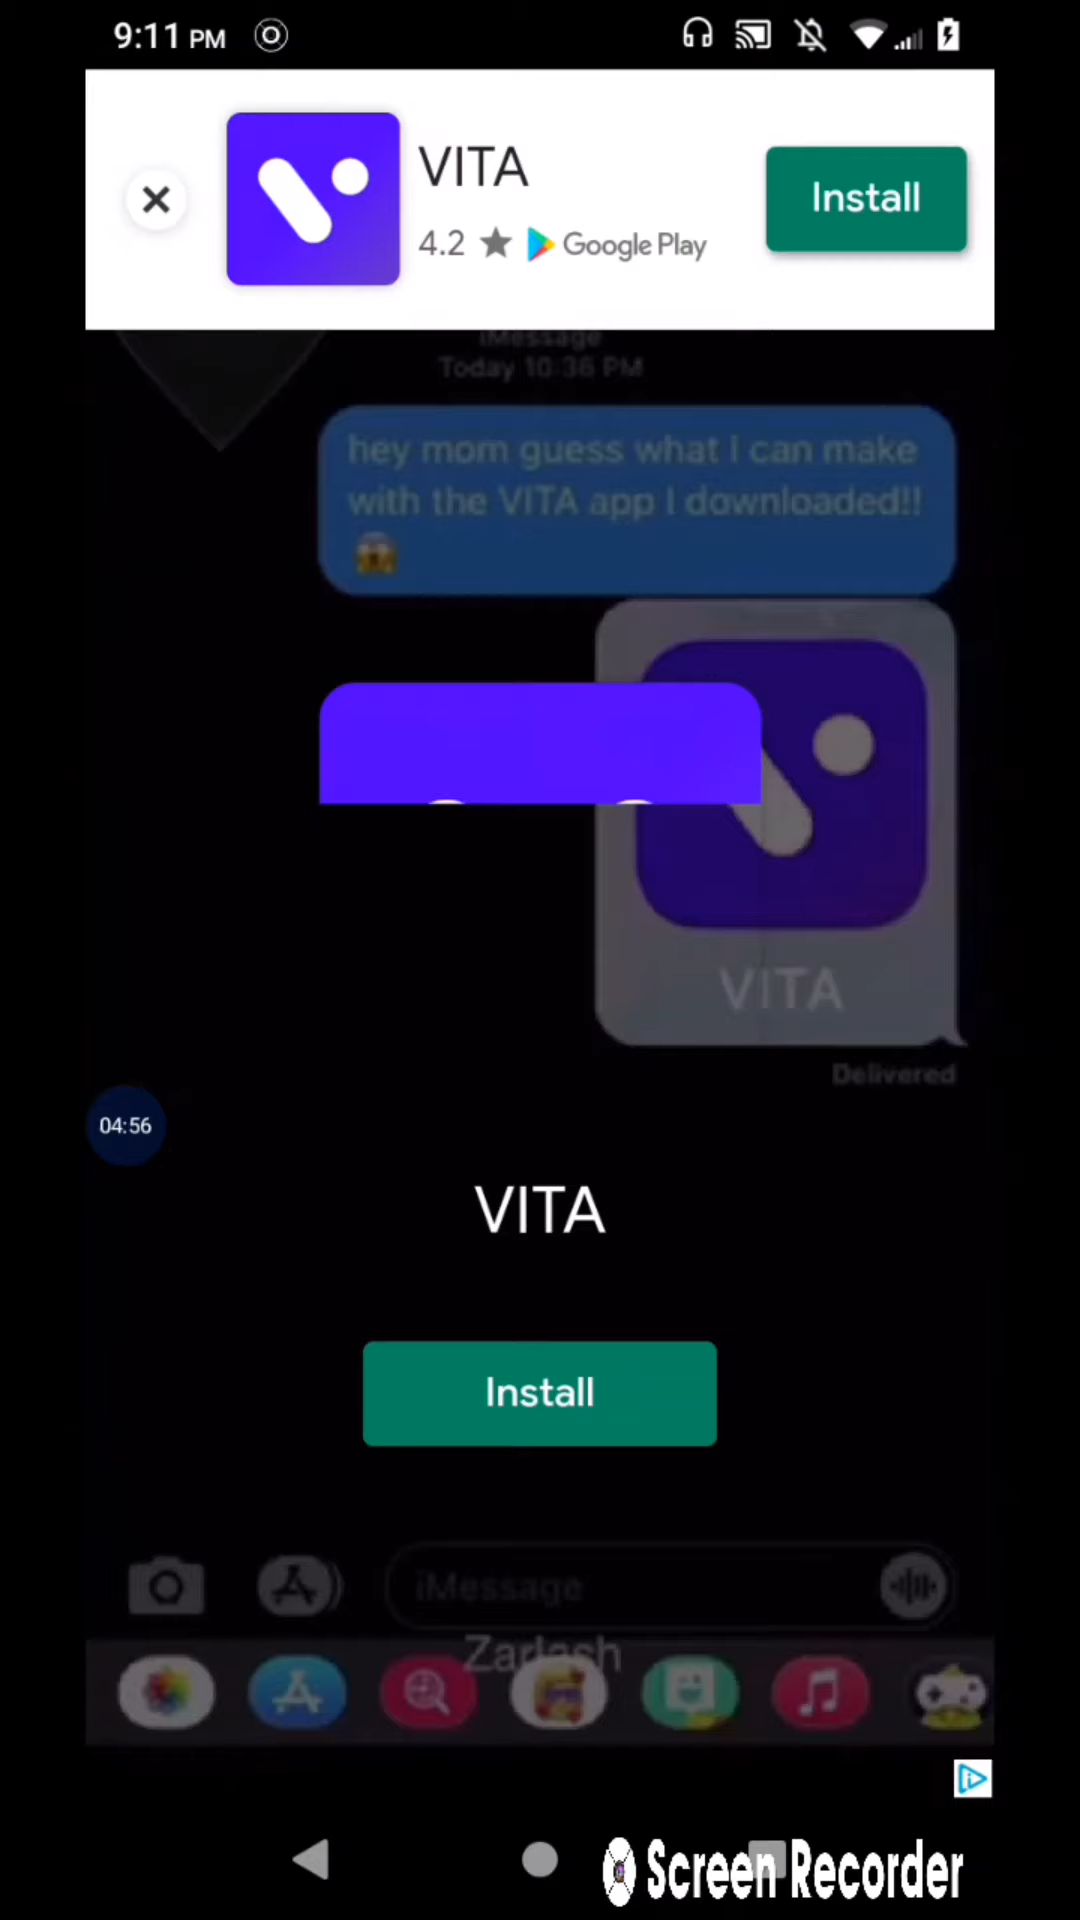 9:11 PM
VITA
4.2 ★ Google Play
Install
iMessage
Today 10:36 PM
hey mom guess what I can make
with the VITA app I downloaded!!
😱
VITA
Delivered
04:56
VITA
Install
iMessage
Zarlash
Screen Recorder